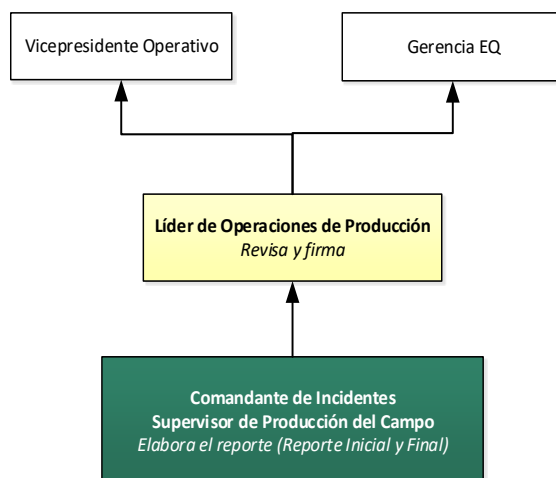 Vicepresidente Operativo
Gerencia EQ
Líder de Operaciones de Producción
Revisa y firma
Comandante de Incidentes
Supervisor de Producción del Campo
Elabora el reporte (Reporte Inicial y Final)